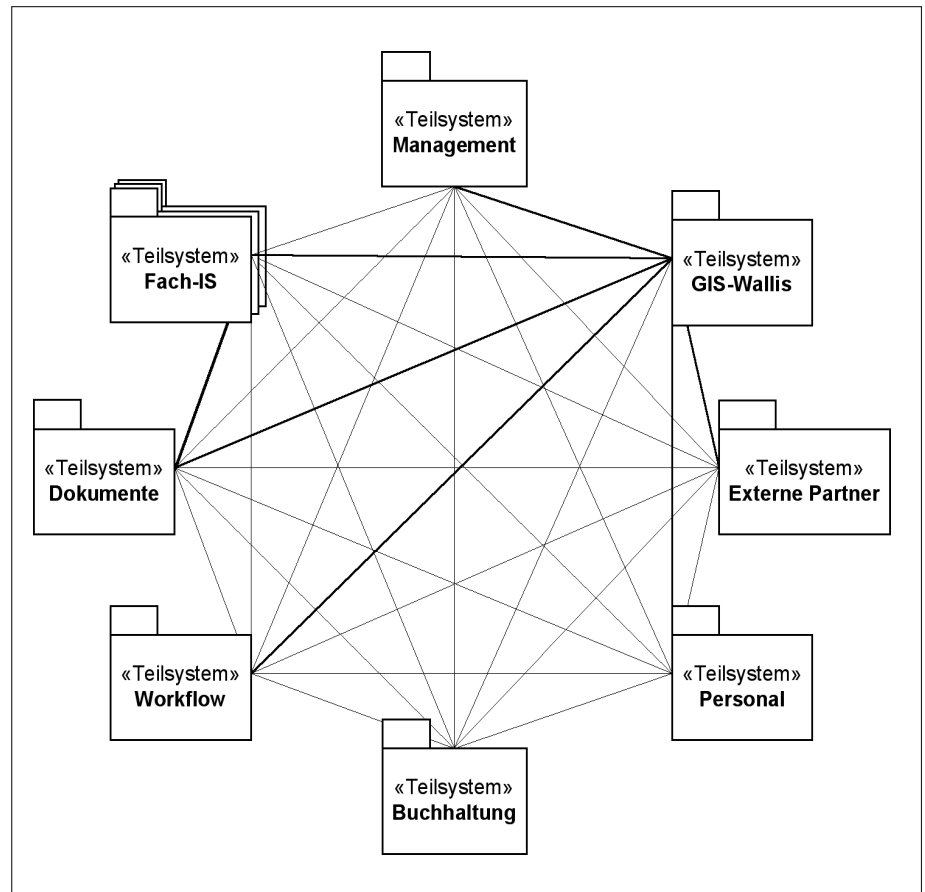 «Teilsystem»
Management
«Teilsystem»
Fach-IS
«Teilsystem»
GIS-Wallis
«Teilsystem»
Dokumente
«Teilsystem»
Externe Partner
«Teilsystem»
Workflow
«Teilsystem»
Personal
«Teilsystem»
Buchhaltung